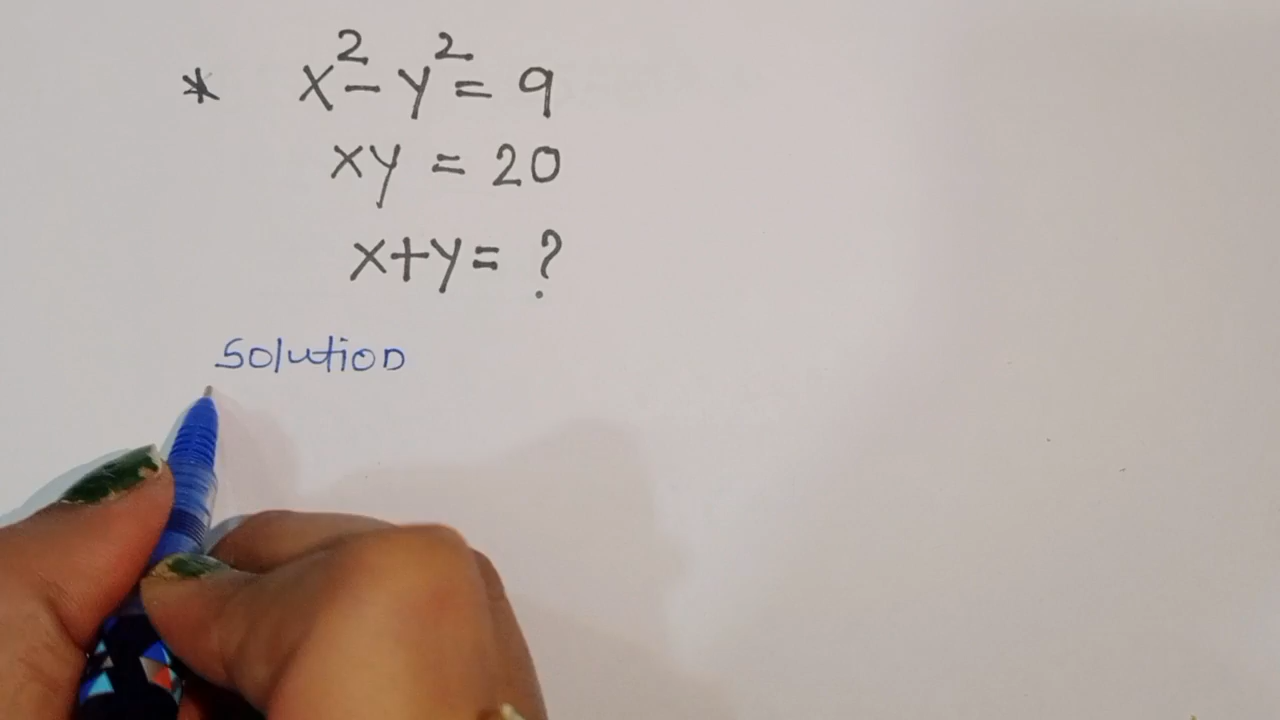 * x² - y² = 9
xy = 20
x+y = ?
Solution